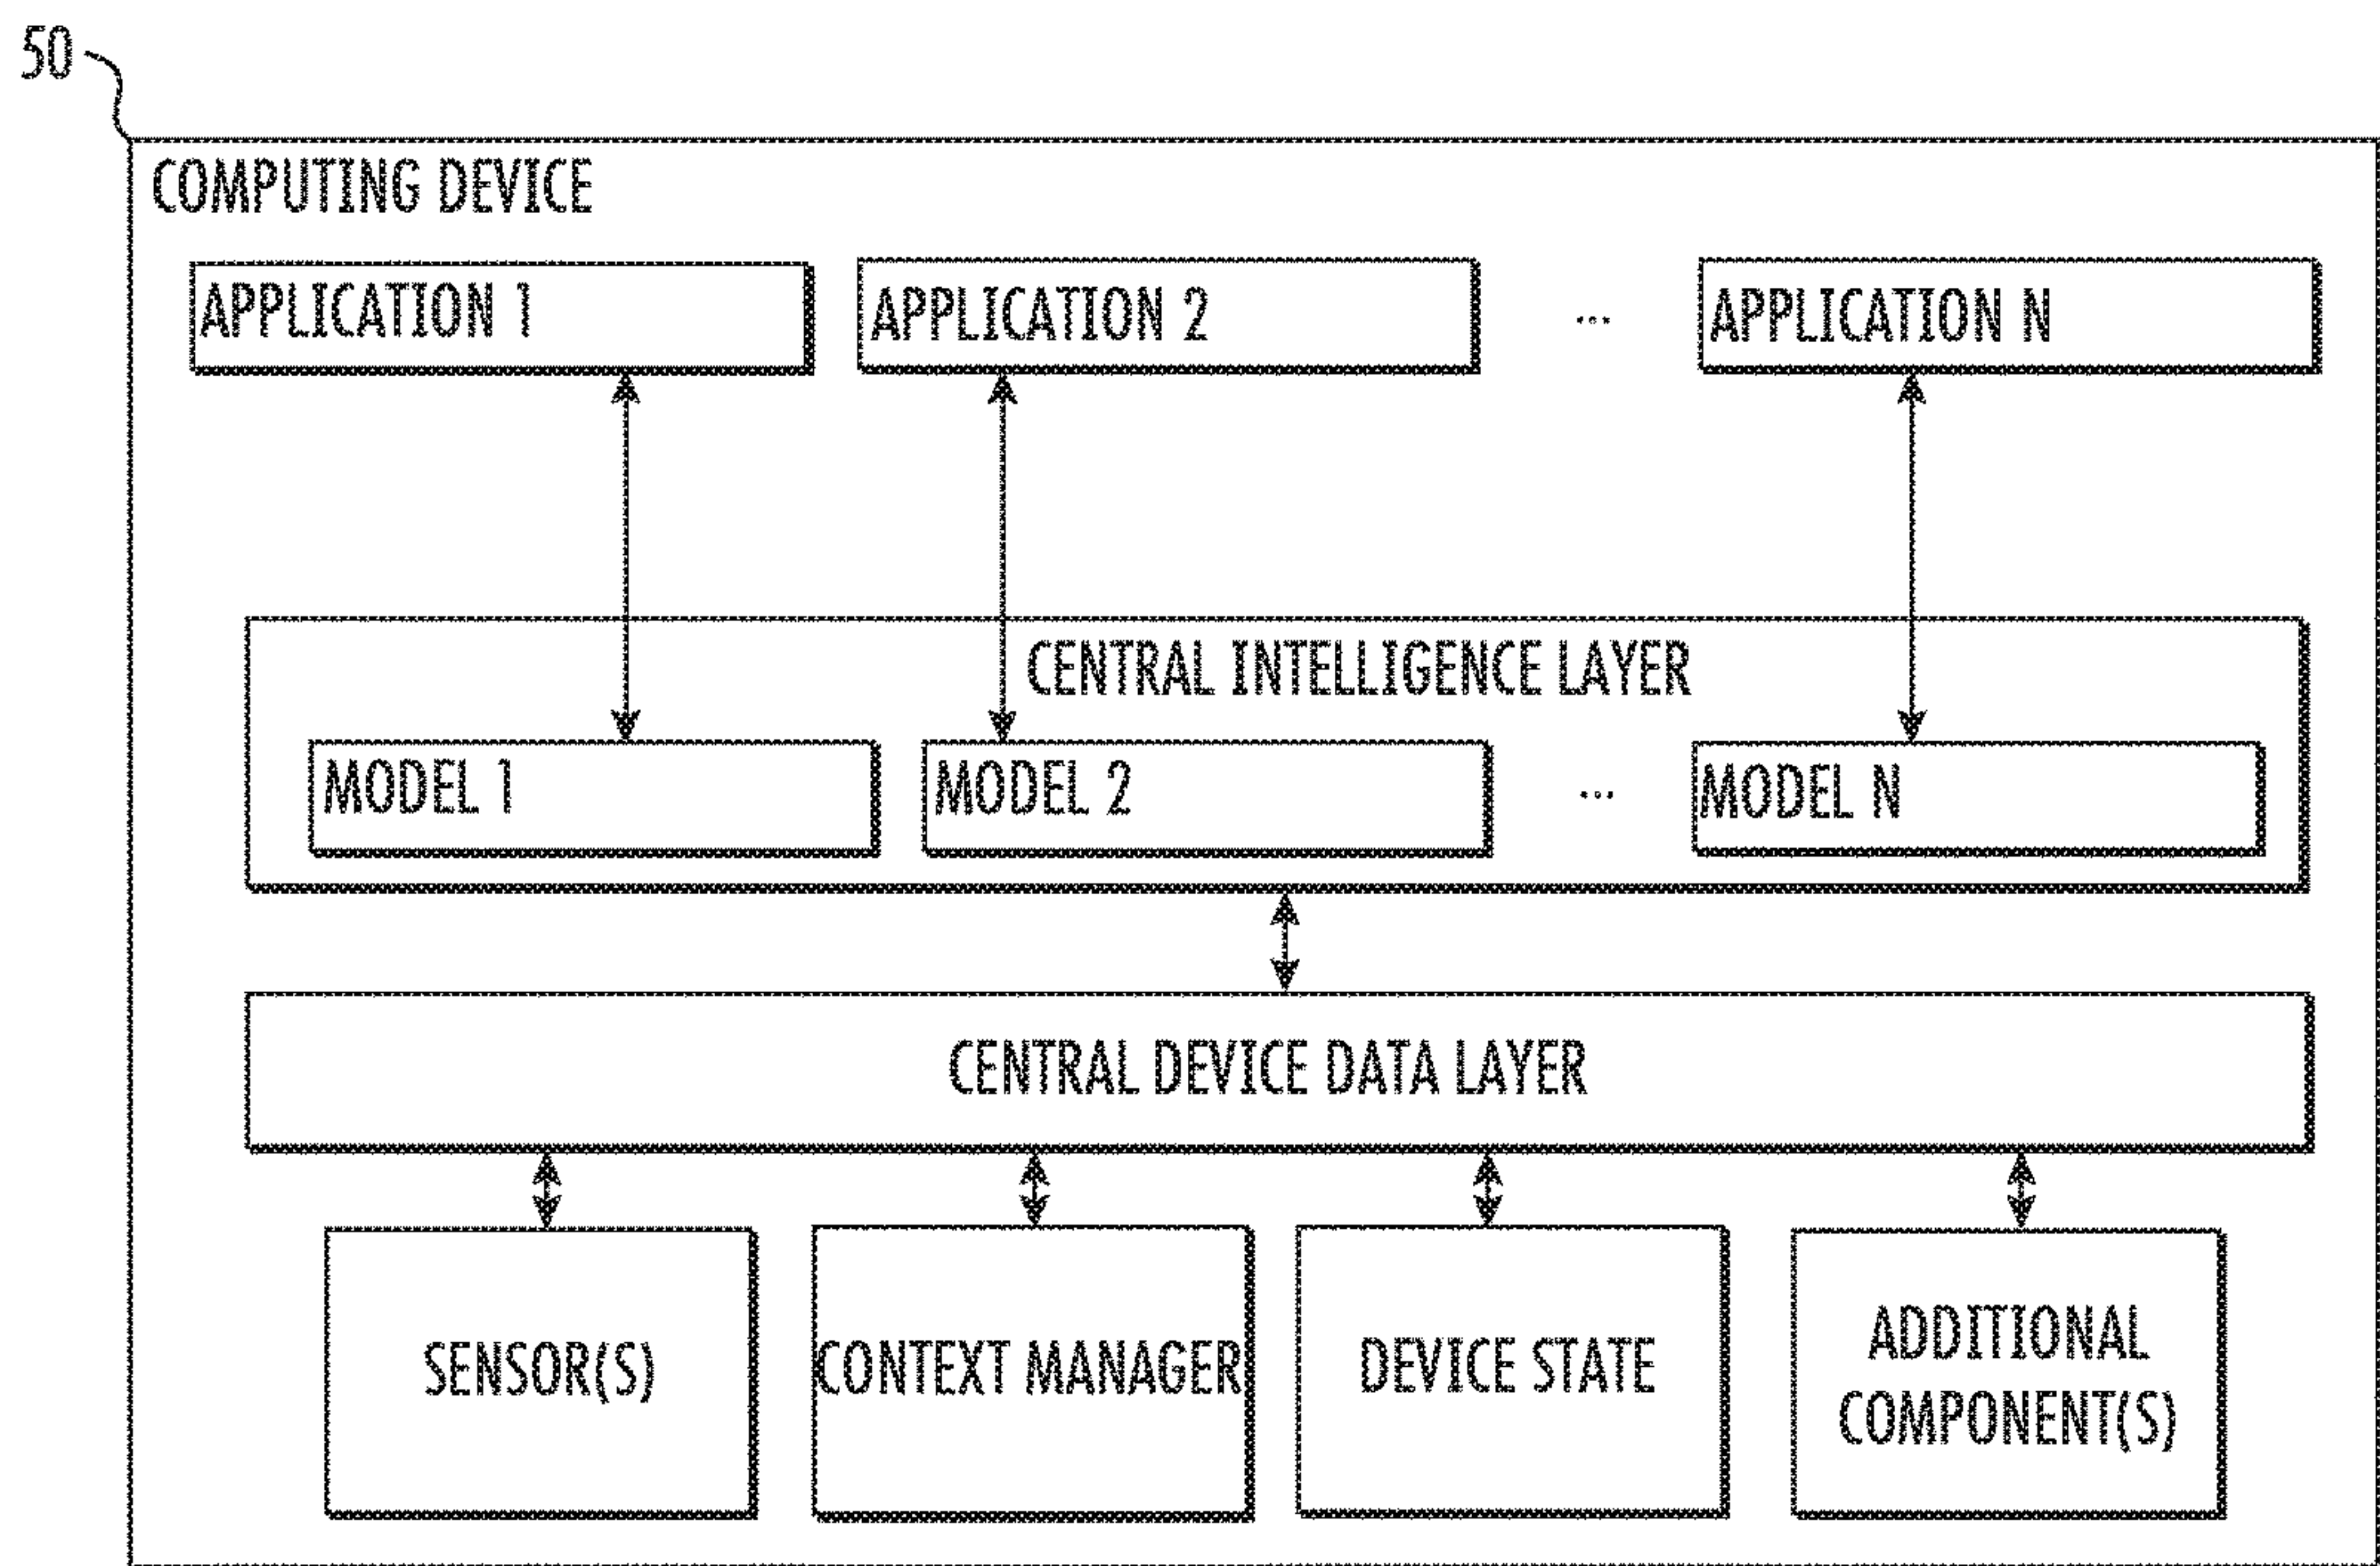 50
COMPUTING DEVICE
APPLICATION 1
APPLICATION 2
...
APPLICATION N
CENTRAL INTELLIGENCE LAYER
MODEL 1
MODEL 2
...
MODEL N
CENTRAL DEVICE DATA LAYER
SENSOR(S)
CONTEXT MANAGER
DEVICE STATE
ADDITIONAL
COMPONENT(S)